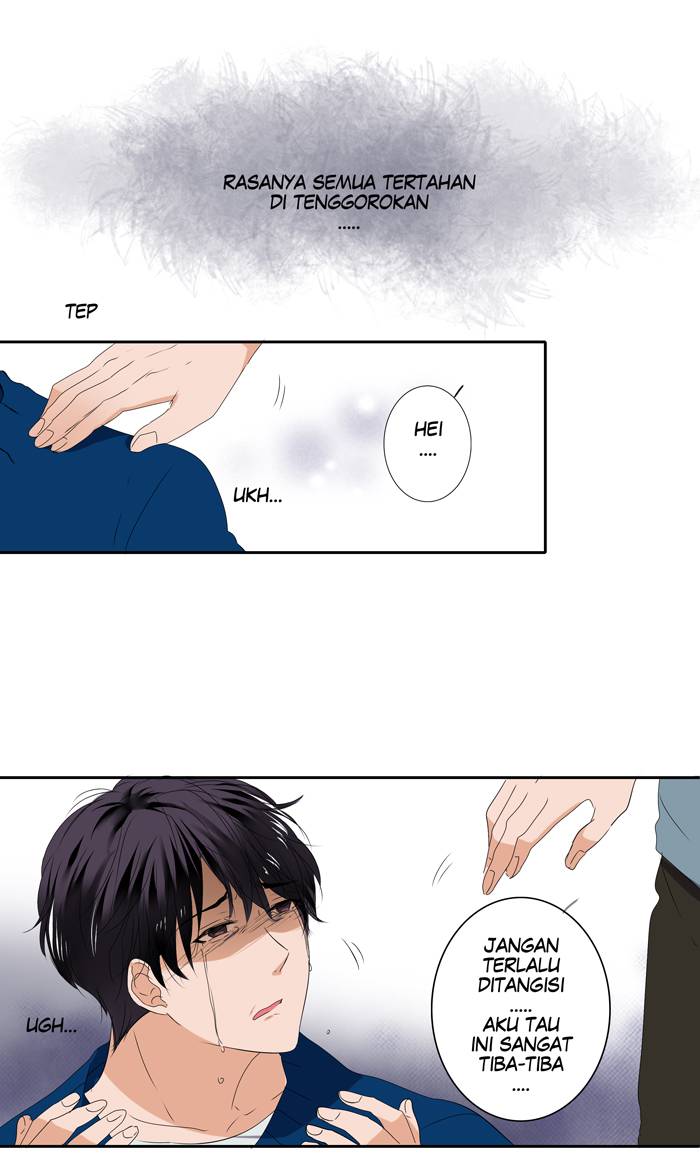 RASANYA SEMUA TERTAHAN
DI TENGGOROKAN
.....
TEP
HEI
....
UKH...
JANGAN
TERLALU
DITANGISI
.....
AKU TAU
INI SANGAT
TIBA-TIBA
....
UGH...